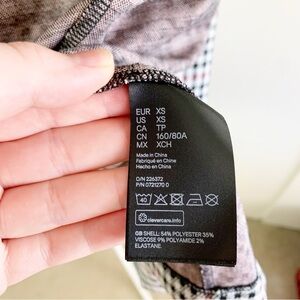 EUR XS
US XS
CA TP
CN 160/80A
MX XCH
Made in China
Fabriqué en Chine
Hecho en China
O/N 226372
P/N 0721270 0
40
clevercare.info
GB SHELL: 54% POLYESTER 35%
VISCOSE 9% POLYAMIDE 2%
ELASTANE.